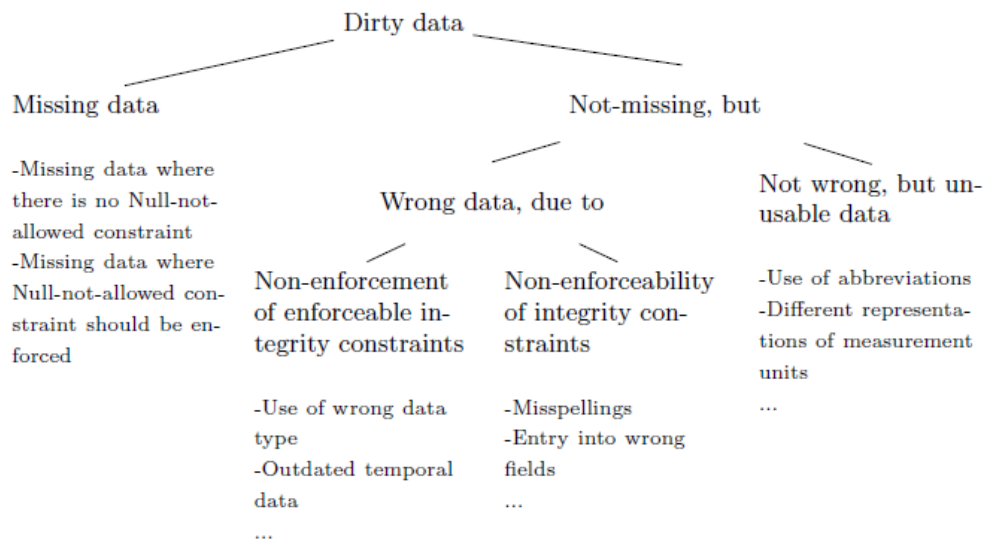 Dirty data
Missing data
-Missing data where
there is no Null-not-
allowed constraint
-Missing data where
Null-not-allowed con-
straint should be en-
forced
Not-missing, but
Wrong data, due to
Non-enforcement
of enforceable in-
tegrity constraints
-Use of wrong data
type
-Outdated temporal
data
...
Non-enforceability
of integrity con-
straints
-Misspellings
-Entry into wrong
fields
...
Not wrong, but un-
usable data
-Use of abbreviations
-Different representa-
tions of measurement
units
...